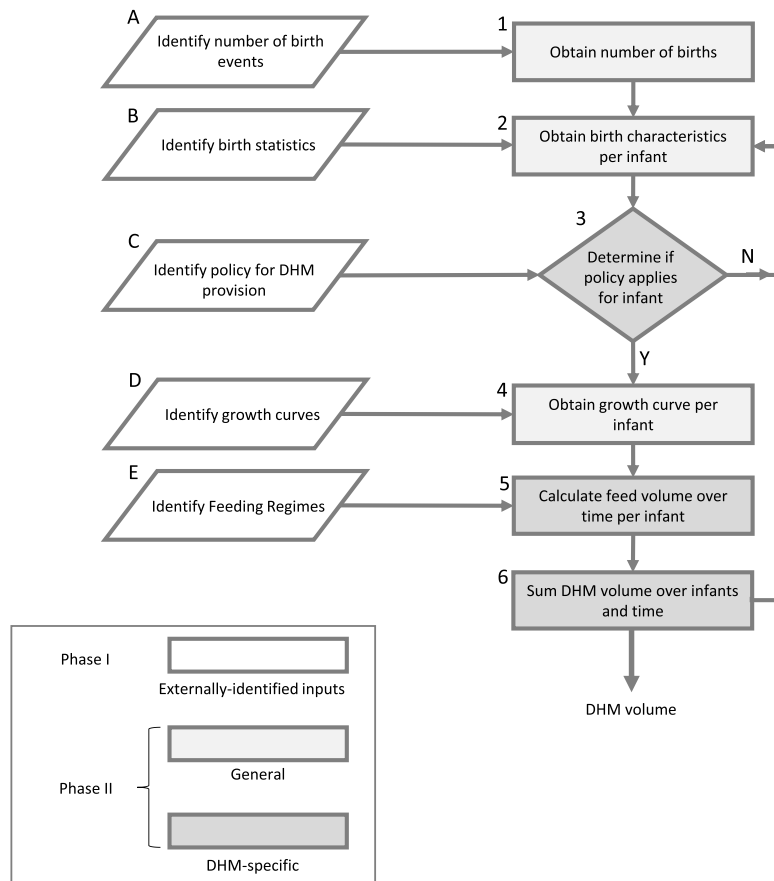 A
Identify number of birth
events
1
Obtain number of births
B
Identify birth statistics
2
Obtain birth characteristics
per infant
C
Identify policy for DHM
provision
3
Determine if
policy applies
for infant
N
Y
D
Identify growth curves
4
Obtain growth curve per
infant
E
Identify Feeding Regimes
5
Calculate feed volume over
time per infant
6
Sum DHM volume over infants
and time
DHM volume
Phase I
Externally-identified inputs
General
Phase II
DHM-specific